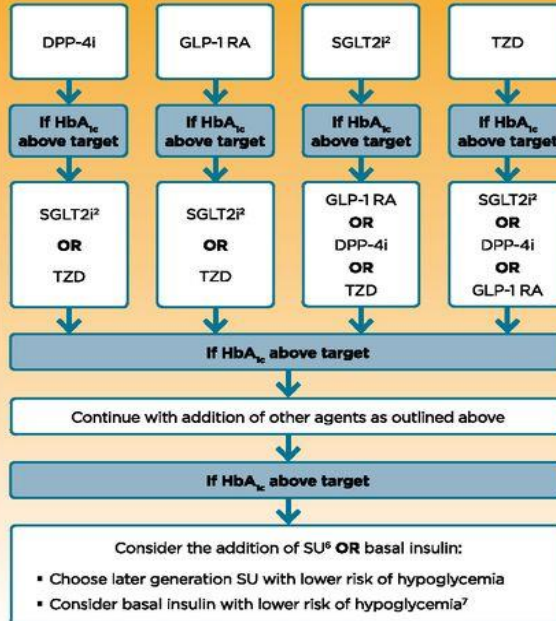 DPP-4i
GLP-1 RA
SGLT2i²
TZD
If HbA₁c
above target
If HbA₁c
above target
If HbA₁c
above target
If HbA₁c
above target
SGLT2i²
OR
TZD
SGLT2i²
OR
TZD
GLP-1 RA
OR
DPP-4i
OR
TZD
SGLT2i²
OR
DPP-4i
OR
GLP-1 RA
If HbA₁c above target
Continue with addition of other agents as outlined above
If HbA₁c above target
Consider the addition of SU⁶ OR basal insulin:
▪ Choose later generation SU with lower risk of hypoglycemia
▪ Consider basal insulin with lower risk of hypoglycemia⁷